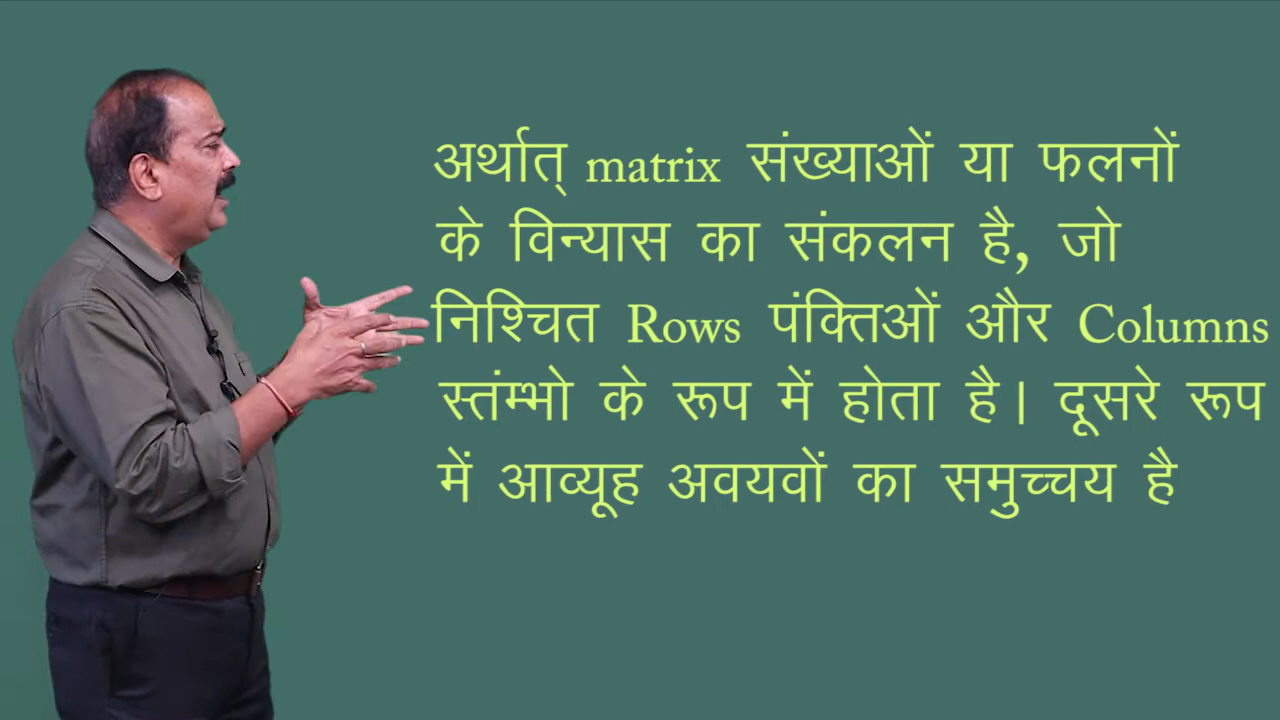 अर्थात् matrix संख्याओं या फलनों
के विन्यास का संकलन है, जो
निश्चित Rows पंक्तिओं और Columns
स्तंम्भो के रूप में होता है। दूसरे रूप
में आव्यूह अवयवों का समुच्चय है